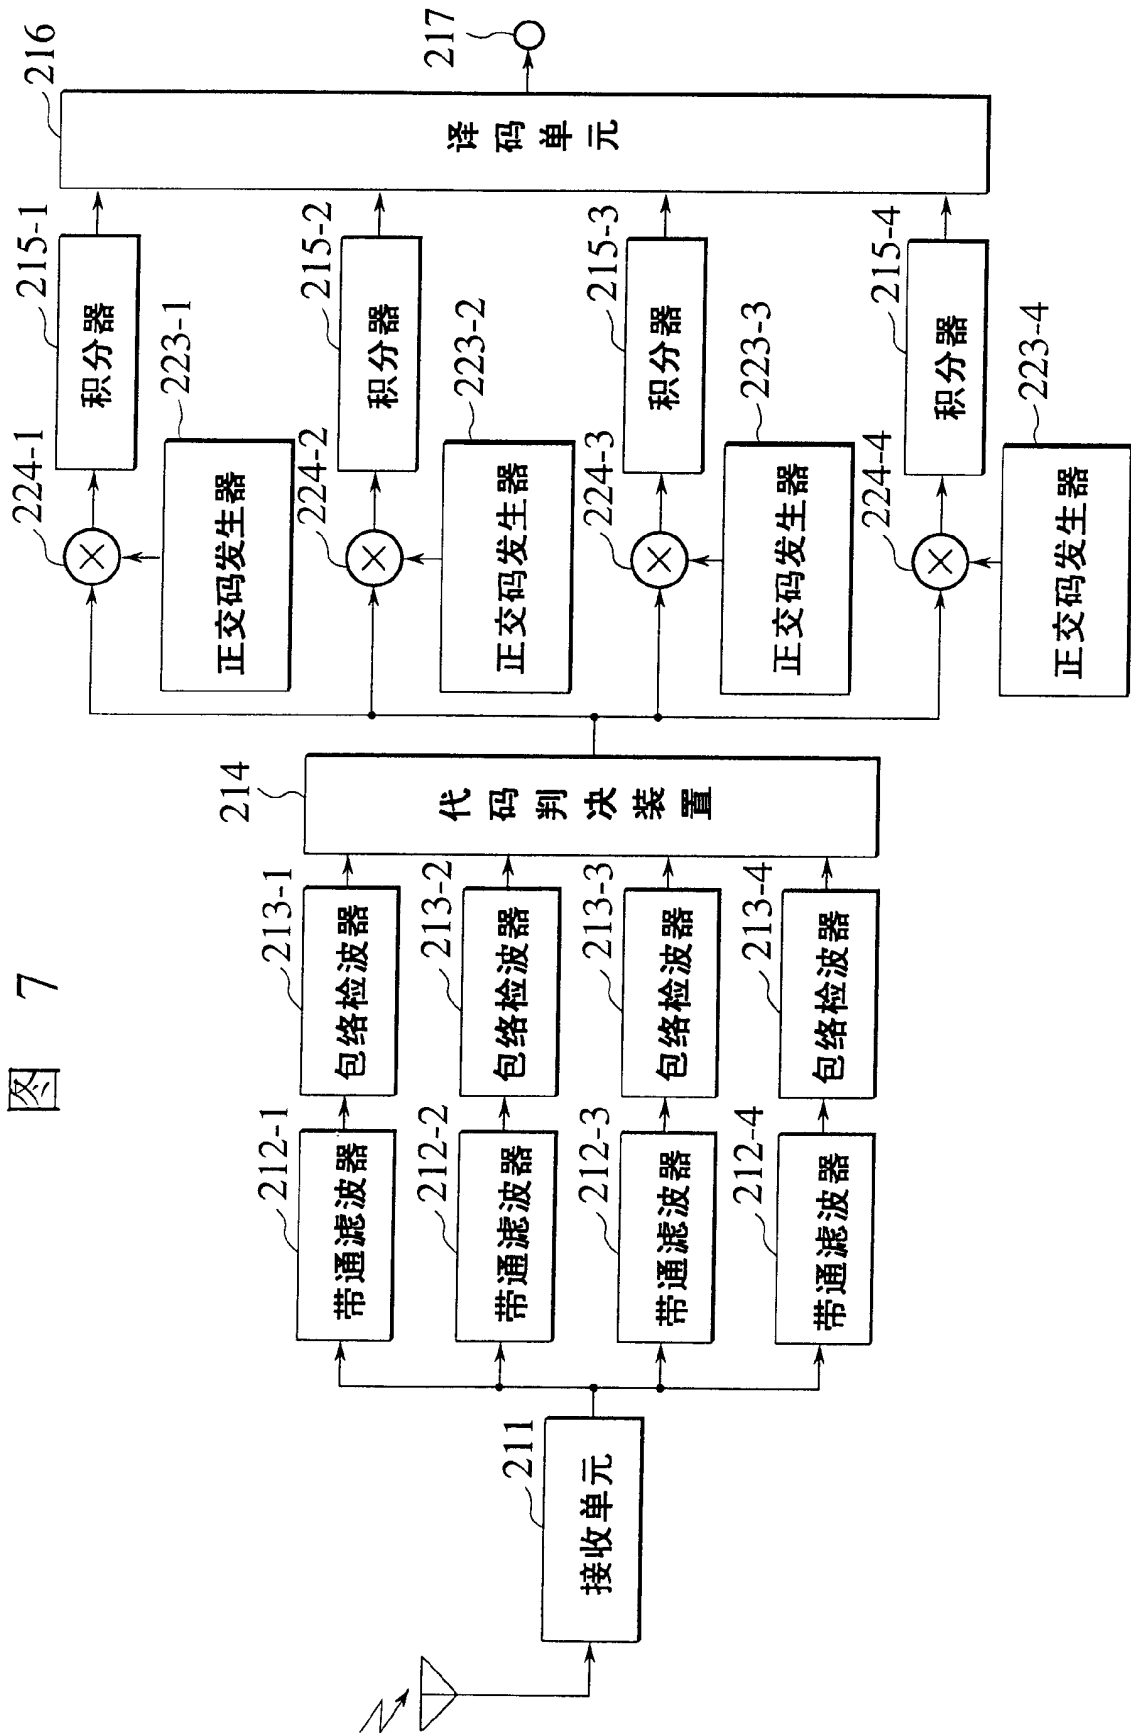 图 7
211
接收单元
212-1
带通滤波器
212-2
带通滤波器
212-3
带通滤波器
212-4
带通滤波器
213-1
包络检波器
213-2
包络检波器
213-3
包络检波器
213-4
包络检波器
214
代码判决装置
224-1
223-1
正交码发生器
224-2
223-2
正交码发生器
224-3
223-3
正交码发生器
224-4
223-4
正交码发生器
215-1
积分器
215-2
积分器
215-3
积分器
215-4
积分器
216
译码单元
217